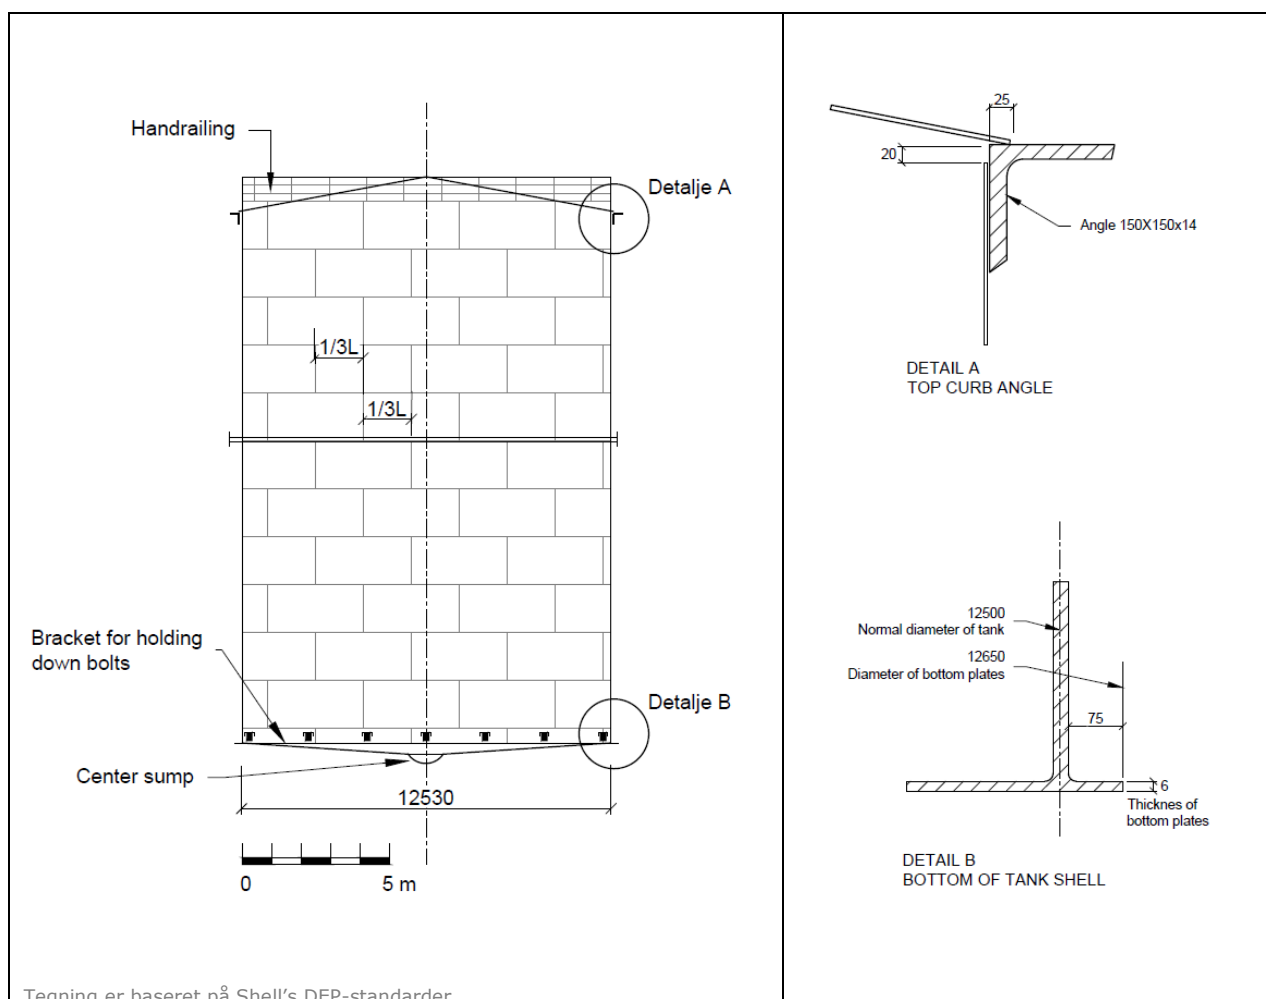 Handrailing
Detalje A
1/3L
1/3L
Bracket for holding
down bolts
Detalje B
Center sump
12530
0
5 m
Tegning er baseret på Shell's DEP-standarder
25
20
Angle 150X150x14
DETAIL A
TOP CURB ANGLE
12500
Normal diameter of tank
12650
Diameter of bottom plates
75
6
Thicknes of
bottom plates
DETAIL B
BOTTOM OF TANK SHELL